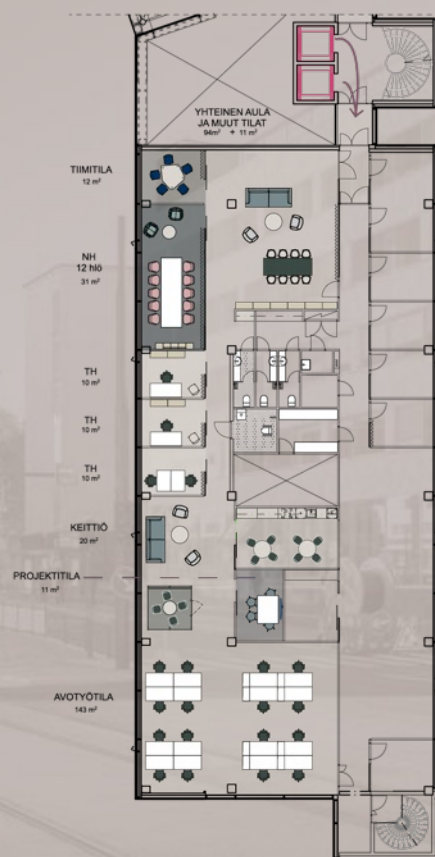 YHTEINEN AULA
JA MUUT TILAT
94m² + 11 m²
TIIMITILA
12 m²
NH
12 hlö
31 m²
TH
10 m²
TH
10 m²
TH
10 m²
KEITTIÖ
20 m²
PROJEKTITILA
11 m²
AVOTYÖTILA
143 m²